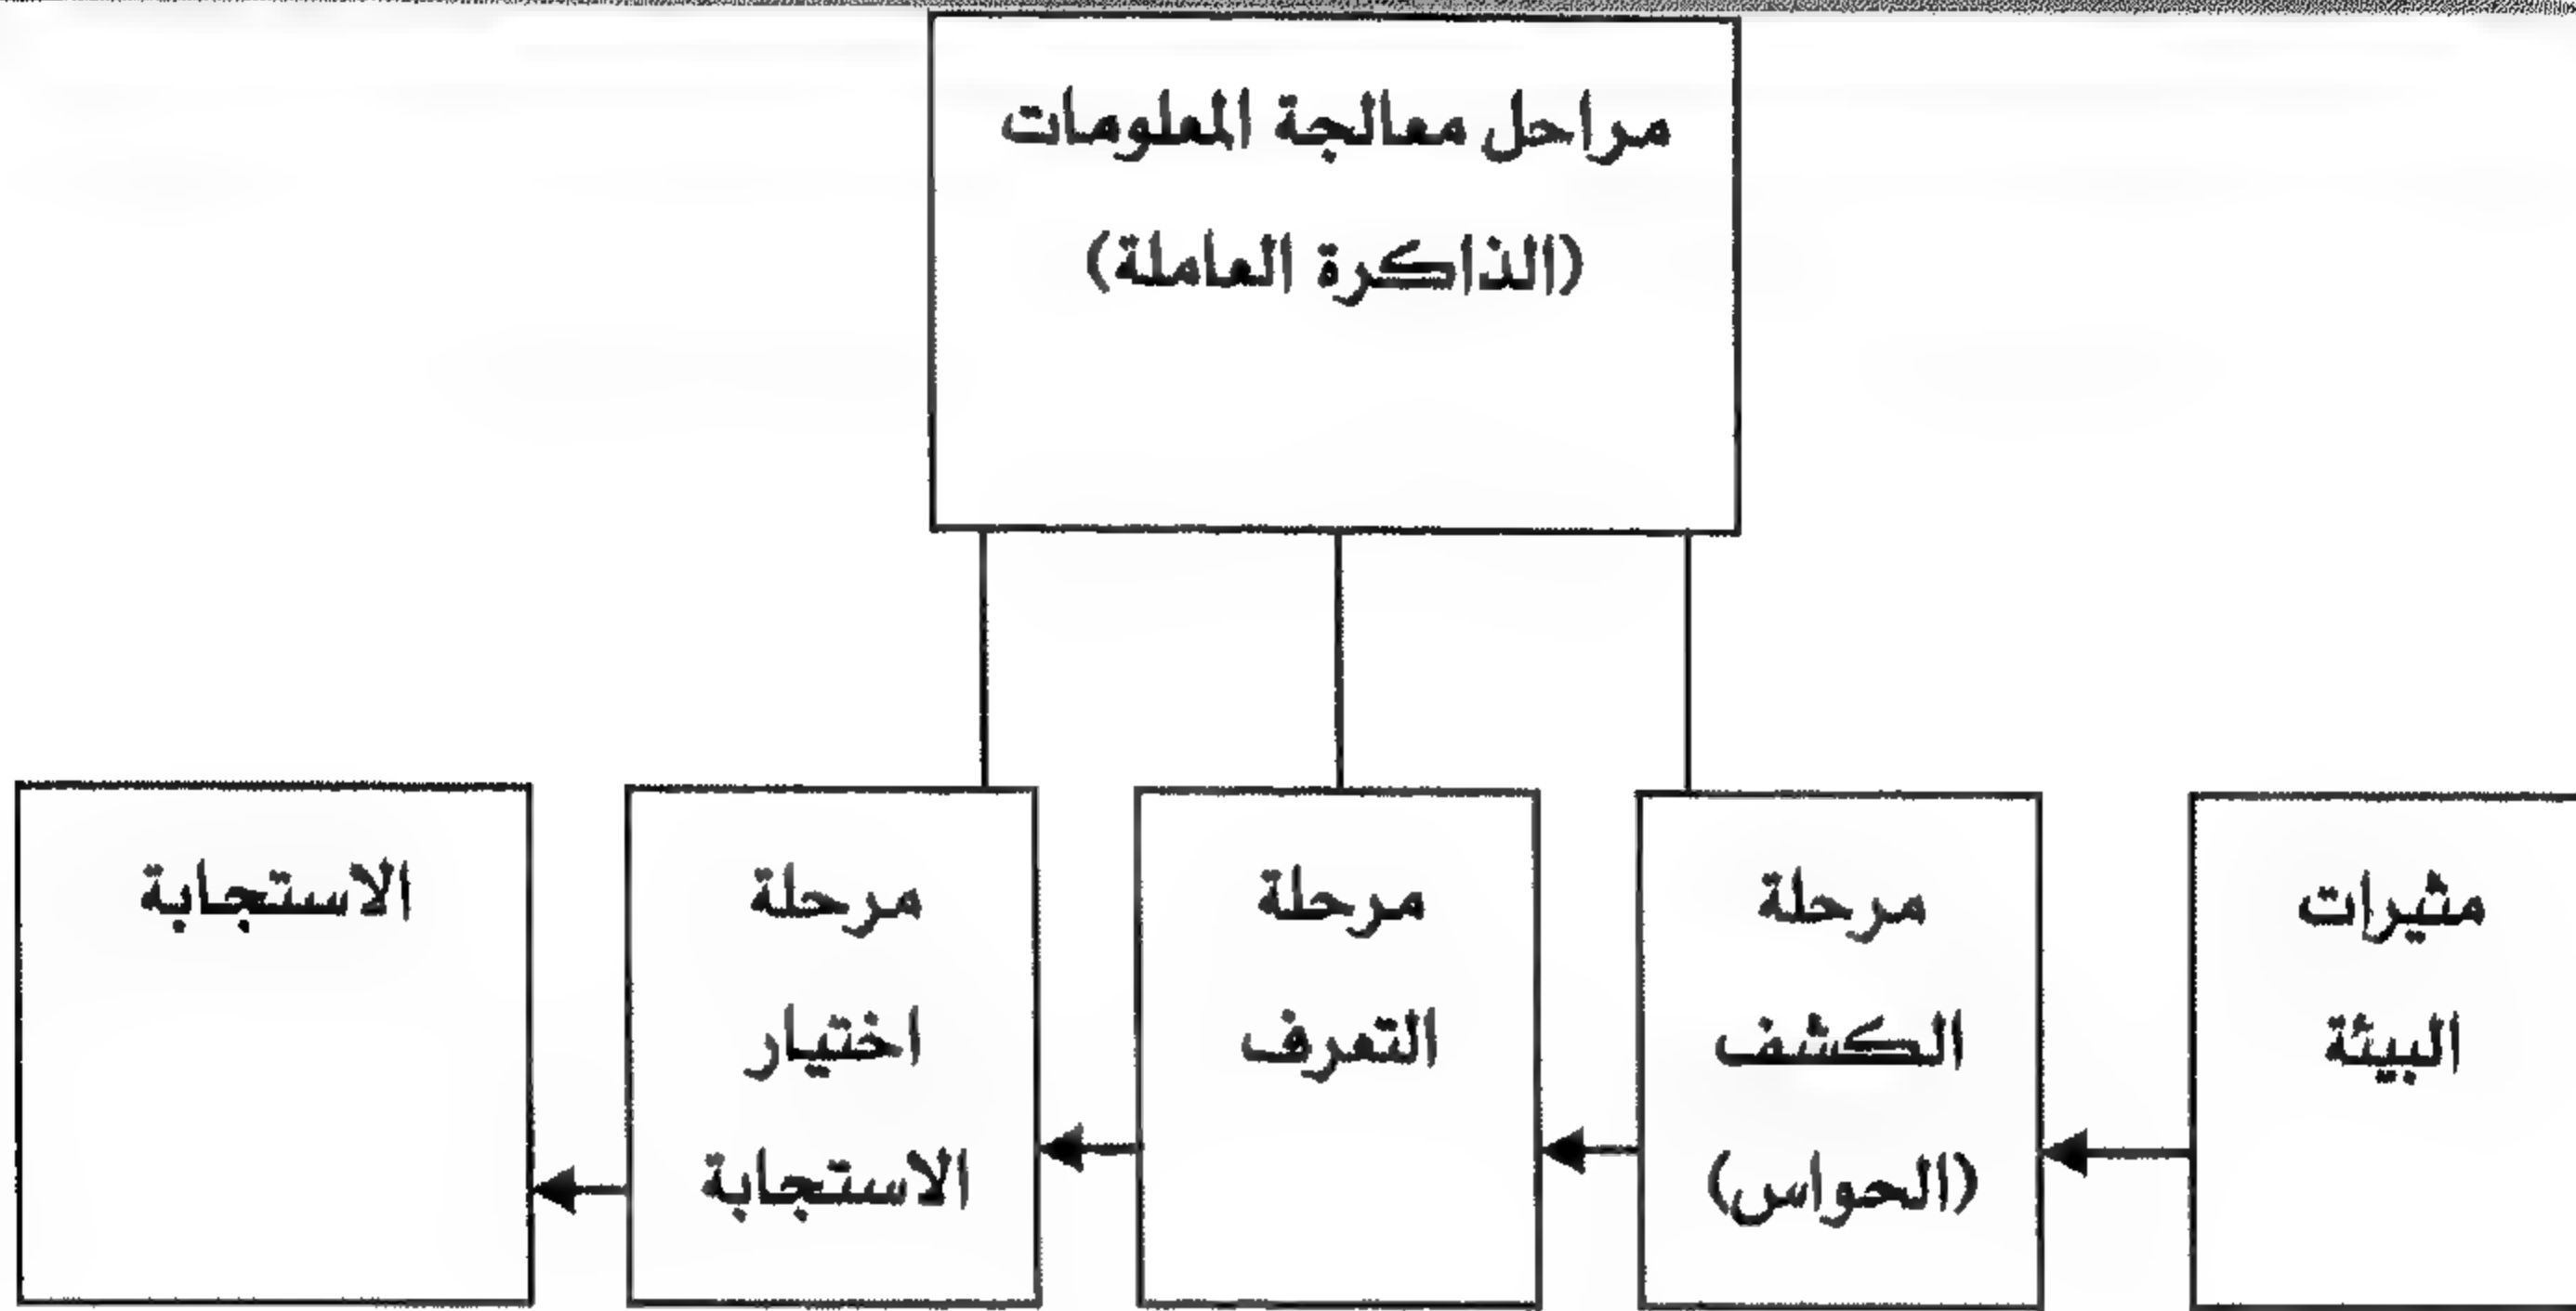 مراحل معالجة المعلومات
(الذاكرة العاملة)
مثيرات
البيئة
مرحلة
الكشف
(الحواس)
مرحلة
التعرف
مرحلة
اختيار
الاستجابة
الاستجابة